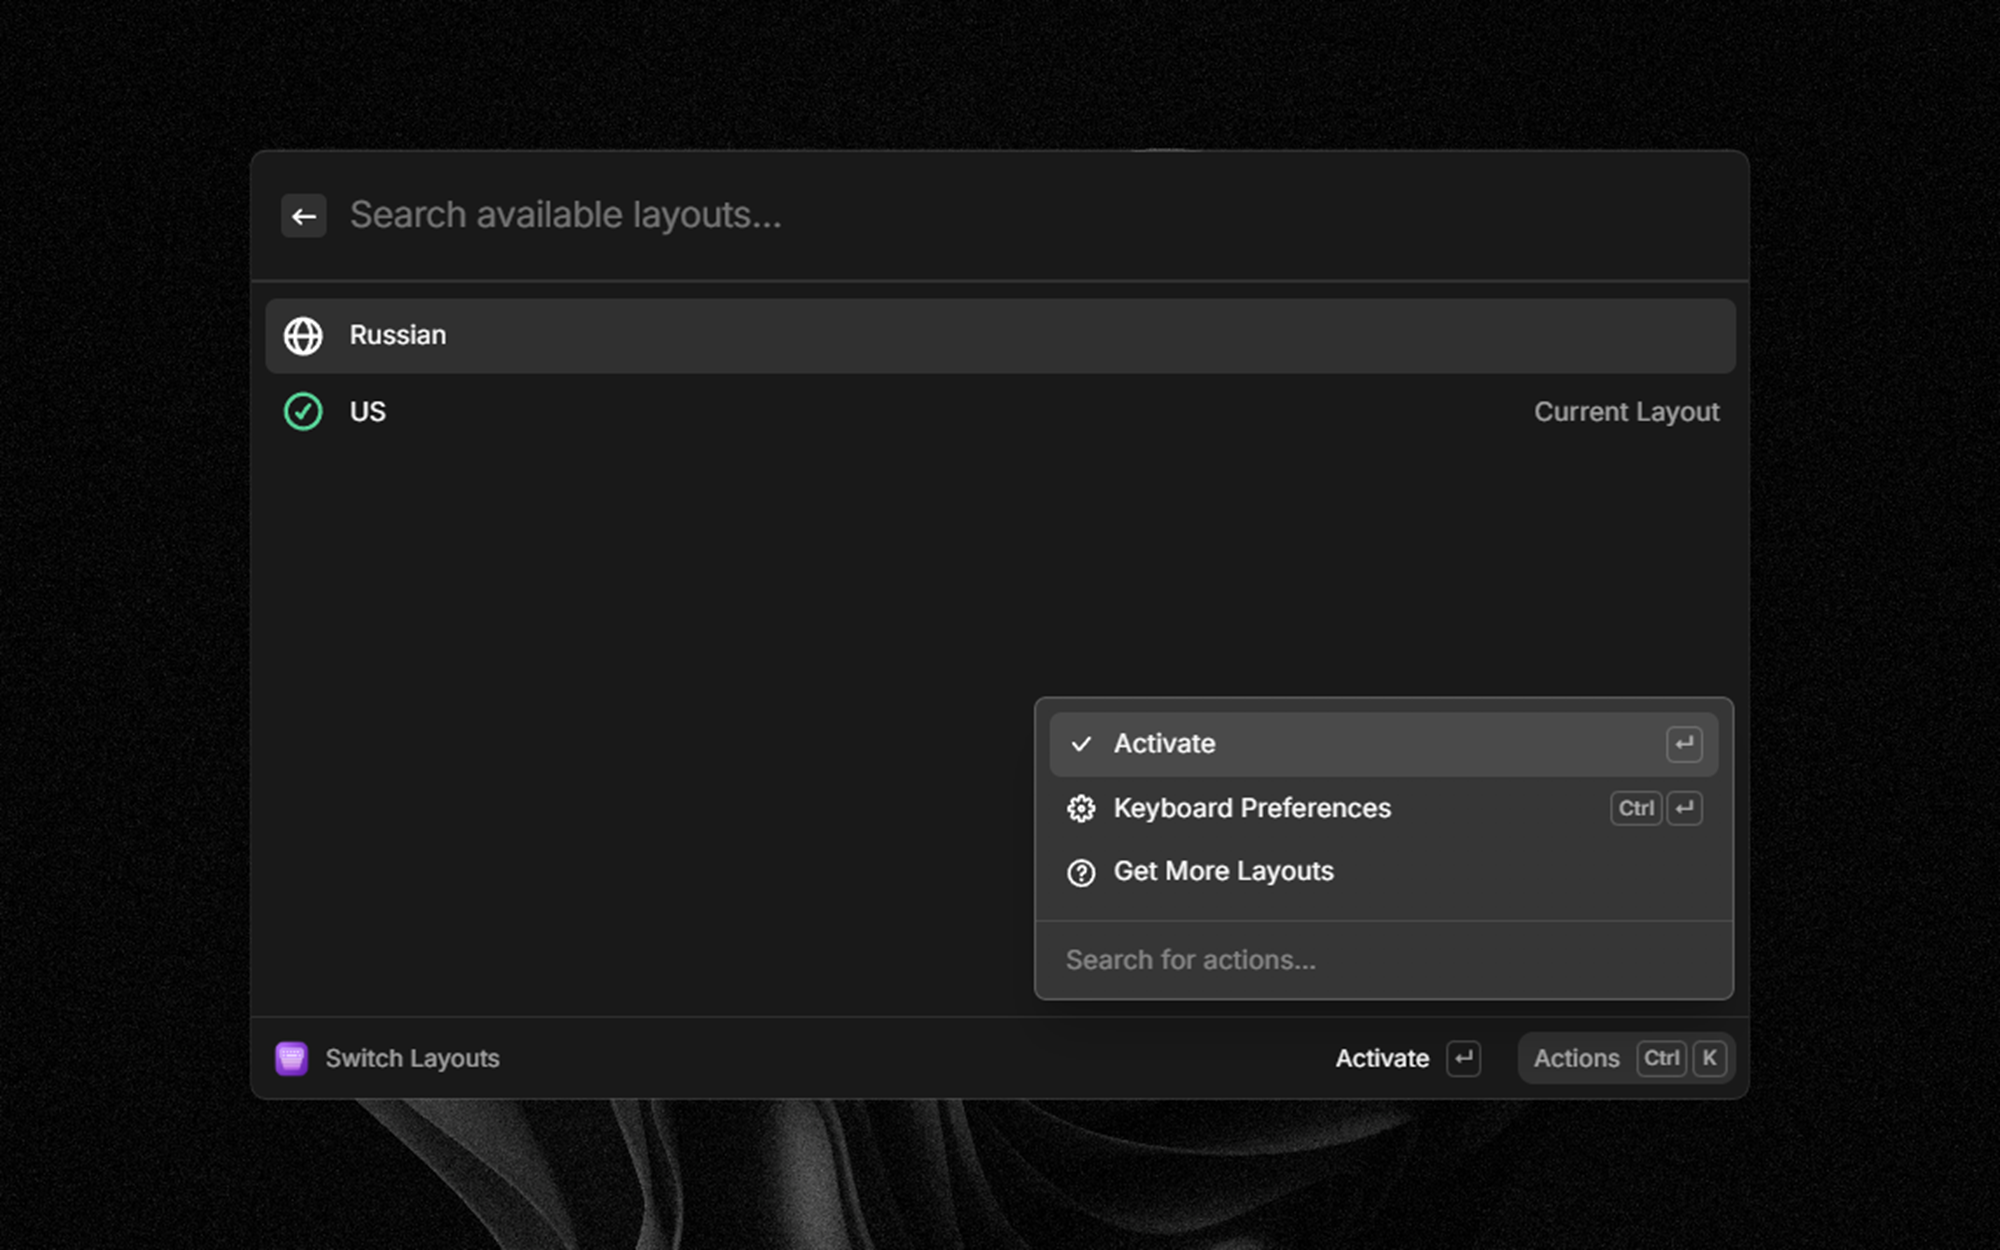 Search available layouts...
Russian
US Current Layout
Activate
Keyboard Preferences Ctrl
Get More Layouts
Search for actions...
Switch Layouts Activate Actions Ctrl K